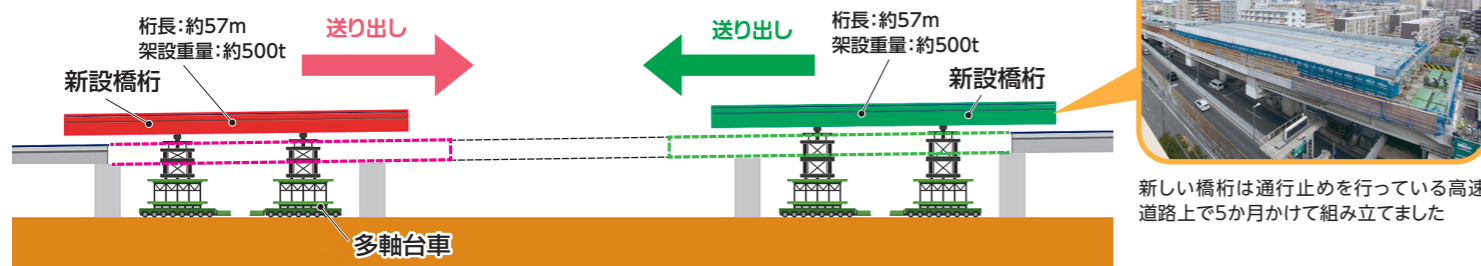 桁長：約57m
架設重量：約500t
新設橋桁
送り出し
送り出し
桁長：約57m
架設重量：約500t
新設橋桁
多軸台車
新しい橋桁は通行止めを行っている高速
道路上で5か月かけて組み立てました